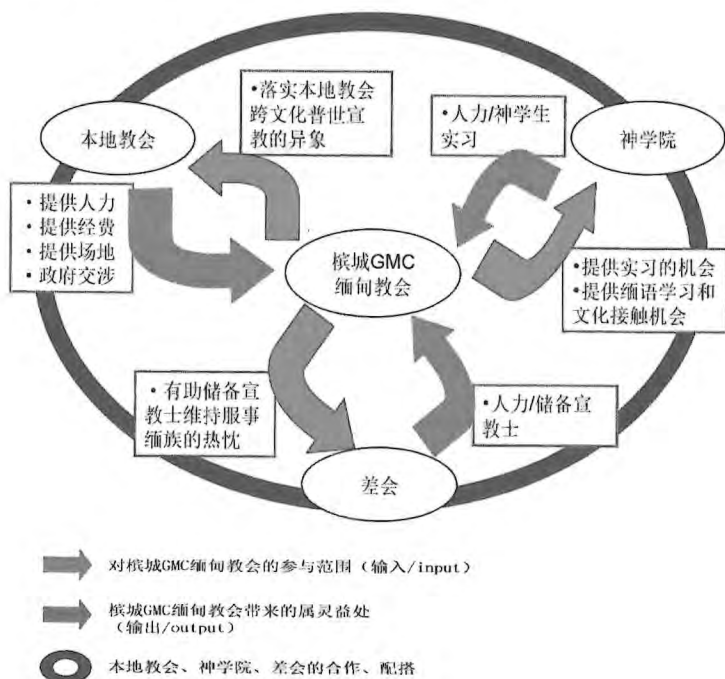 •落实本地教会
跨文化普世宣
教的异象
•人力/神学生
实习
本地教会
神学院
•提供人力
•提供经费
•提供场地
•政府交涉
槟城GMC
缅甸教会
•提供实习的机会
•提供缅语学习和
文化接触机会
•有助储备宣
教士维持服事
缅族的热忱
•人力/储备宣
教士
差会
对槟城GMC缅甸教会的参与范围（输入/input）
槟城GMC缅甸教会带来的属灵益处
（输出/output）
本地教会、神学院、差会的合作、配搭